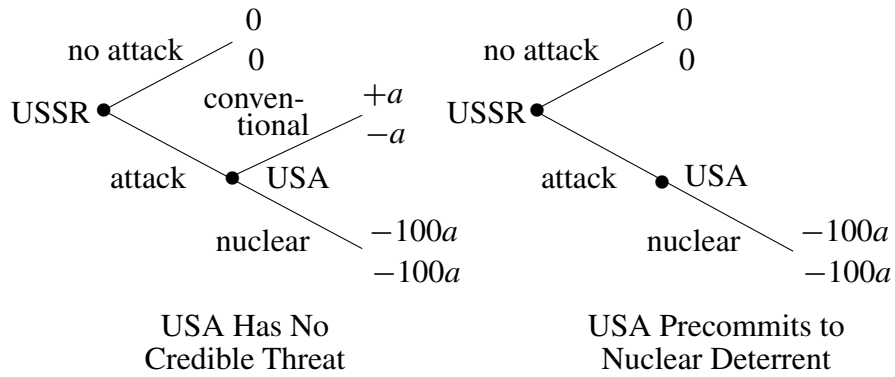 0
0
no attack
USSR
conven-
tional
+a
−a
attack
USA
nuclear
−100a
−100a
USA Has No
Credible Threat
0
0
no attack
USSR
attack
USA
nuclear
−100a
−100a
USA Precommits to
Nuclear Deterrent